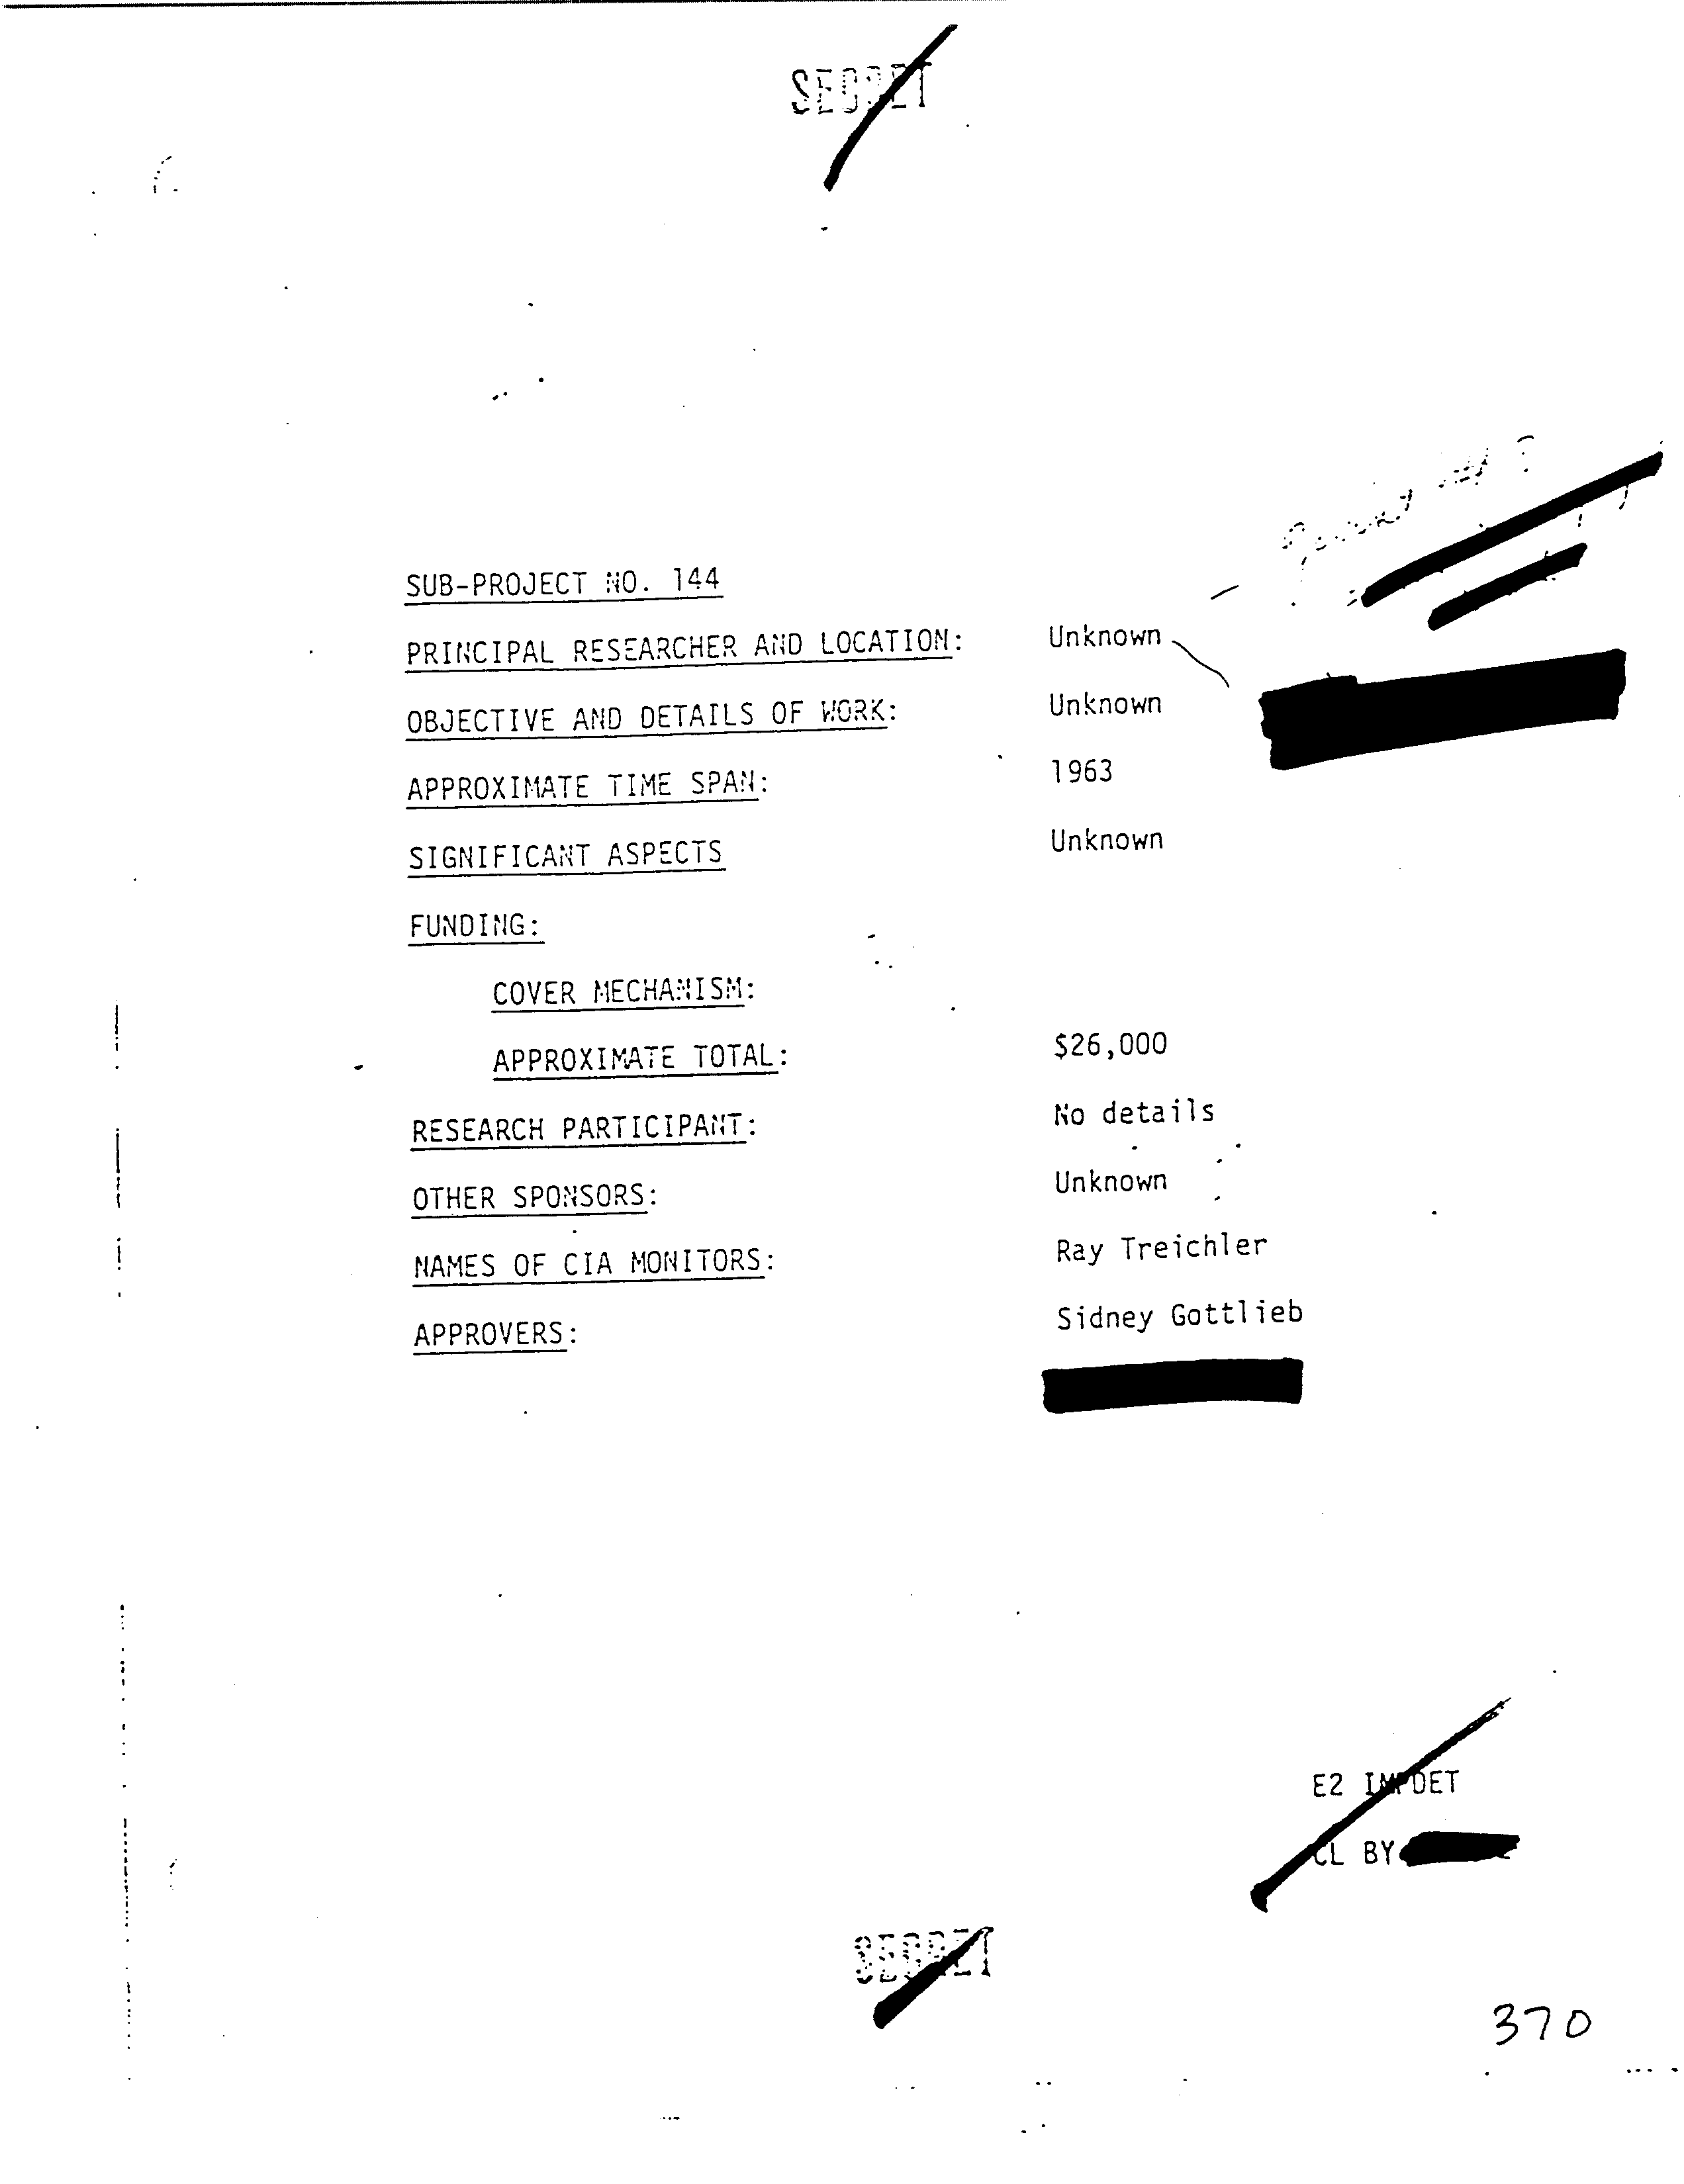 SECRET
SUB-PROJECT NO. 144
PRINCIPAL RESEARCHER AND LOCATION: Unknown
OBJECTIVE AND DETAILS OF WORK: Unknown
APPROXIMATE TIME SPAN: 1963
SIGNIFICANT ASPECTS Unknown
FUNDING:
COVER MECHANISM:
APPROXIMATE TOTAL: $26,000
RESEARCH PARTICIPANT: No details
OTHER SPONSORS: Unknown
NAMES OF CIA MONITORS: Ray Treichler
APPROVERS: Sidney Gottlieb
E2 IMPDET
CL BY
SECRET
370